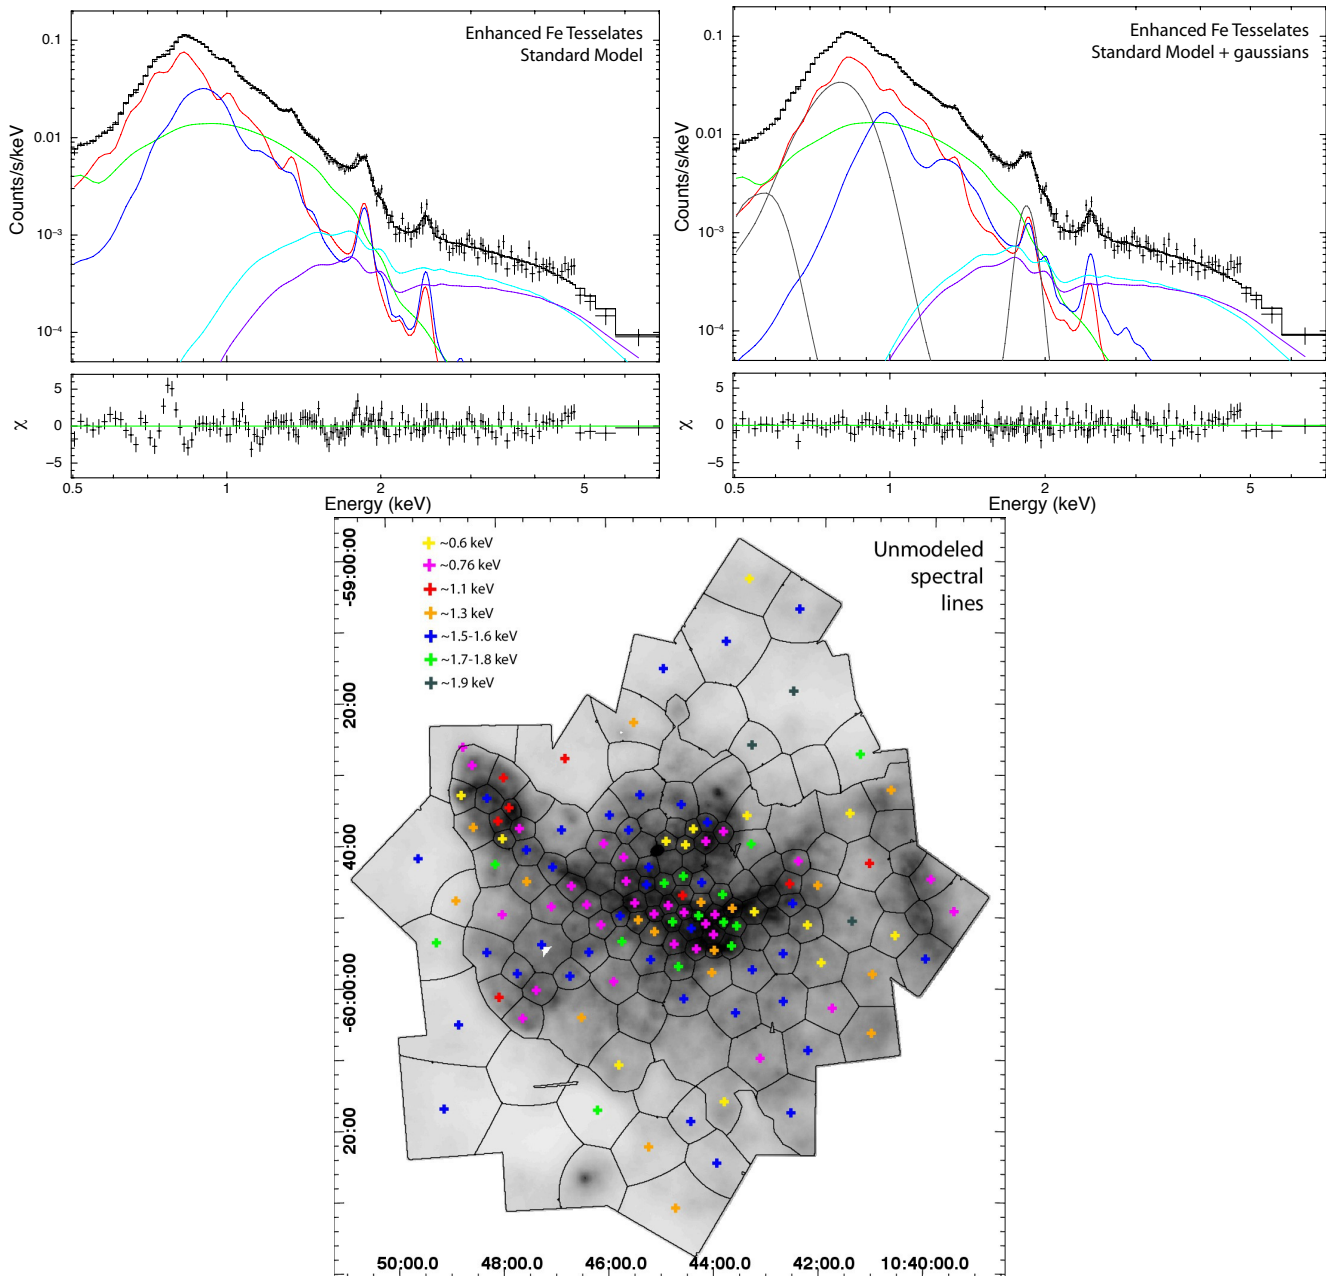 Enhanced Fe Tesselates
Standard Model
0.1
0.01
10⁻³
10⁻⁴
Counts/s/keV
5
0
−5
χ
0.5
1
2
5
Energy (keV)
Enhanced Fe Tesselates
Standard Model + gaussians
0.1
0.01
10⁻³
10⁻⁴
Counts/s/keV
5
0
−5
χ
0.5
1
2
5
Energy (keV)
Unmodeled
spectral
lines
~0.6 keV
~0.76 keV
~1.1 keV
~1.3 keV
~1.5-1.6 keV
~1.7-1.8 keV
~1.9 keV
-59:00:00
20:00
40:00
-60:00:00
20:00
50:00.0
48:00.0
46:00.0
44:00.0
42:00.0
10:40:00.0